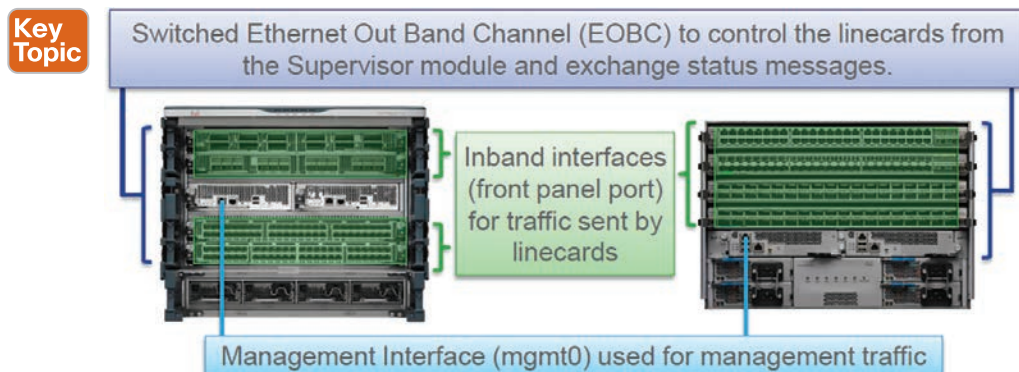 Key
Topic
Switched Ethernet Out Band Channel (EOBC) to control the linecards from
the Supervisor module and exchange status messages.
Inband interfaces
(front panel port)
for traffic sent by
linecards
Management Interface (mgmt0) used for management traffic